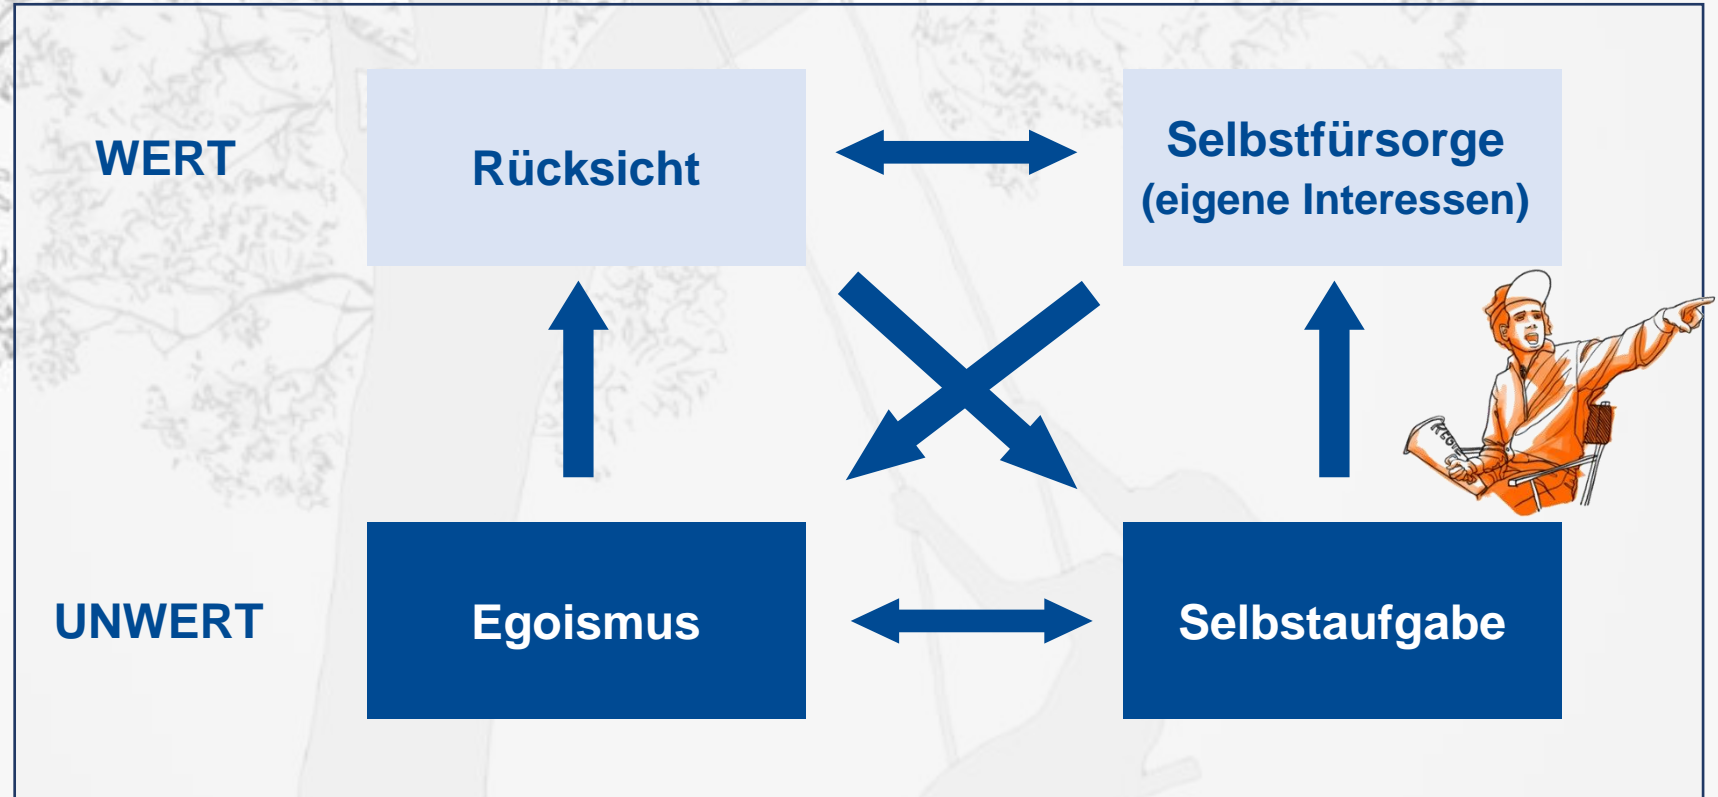 WERT
Rücksicht
Selbstfürsorge
(eigene Interessen)
UNWERT
Egoismus
Selbstaufgabe